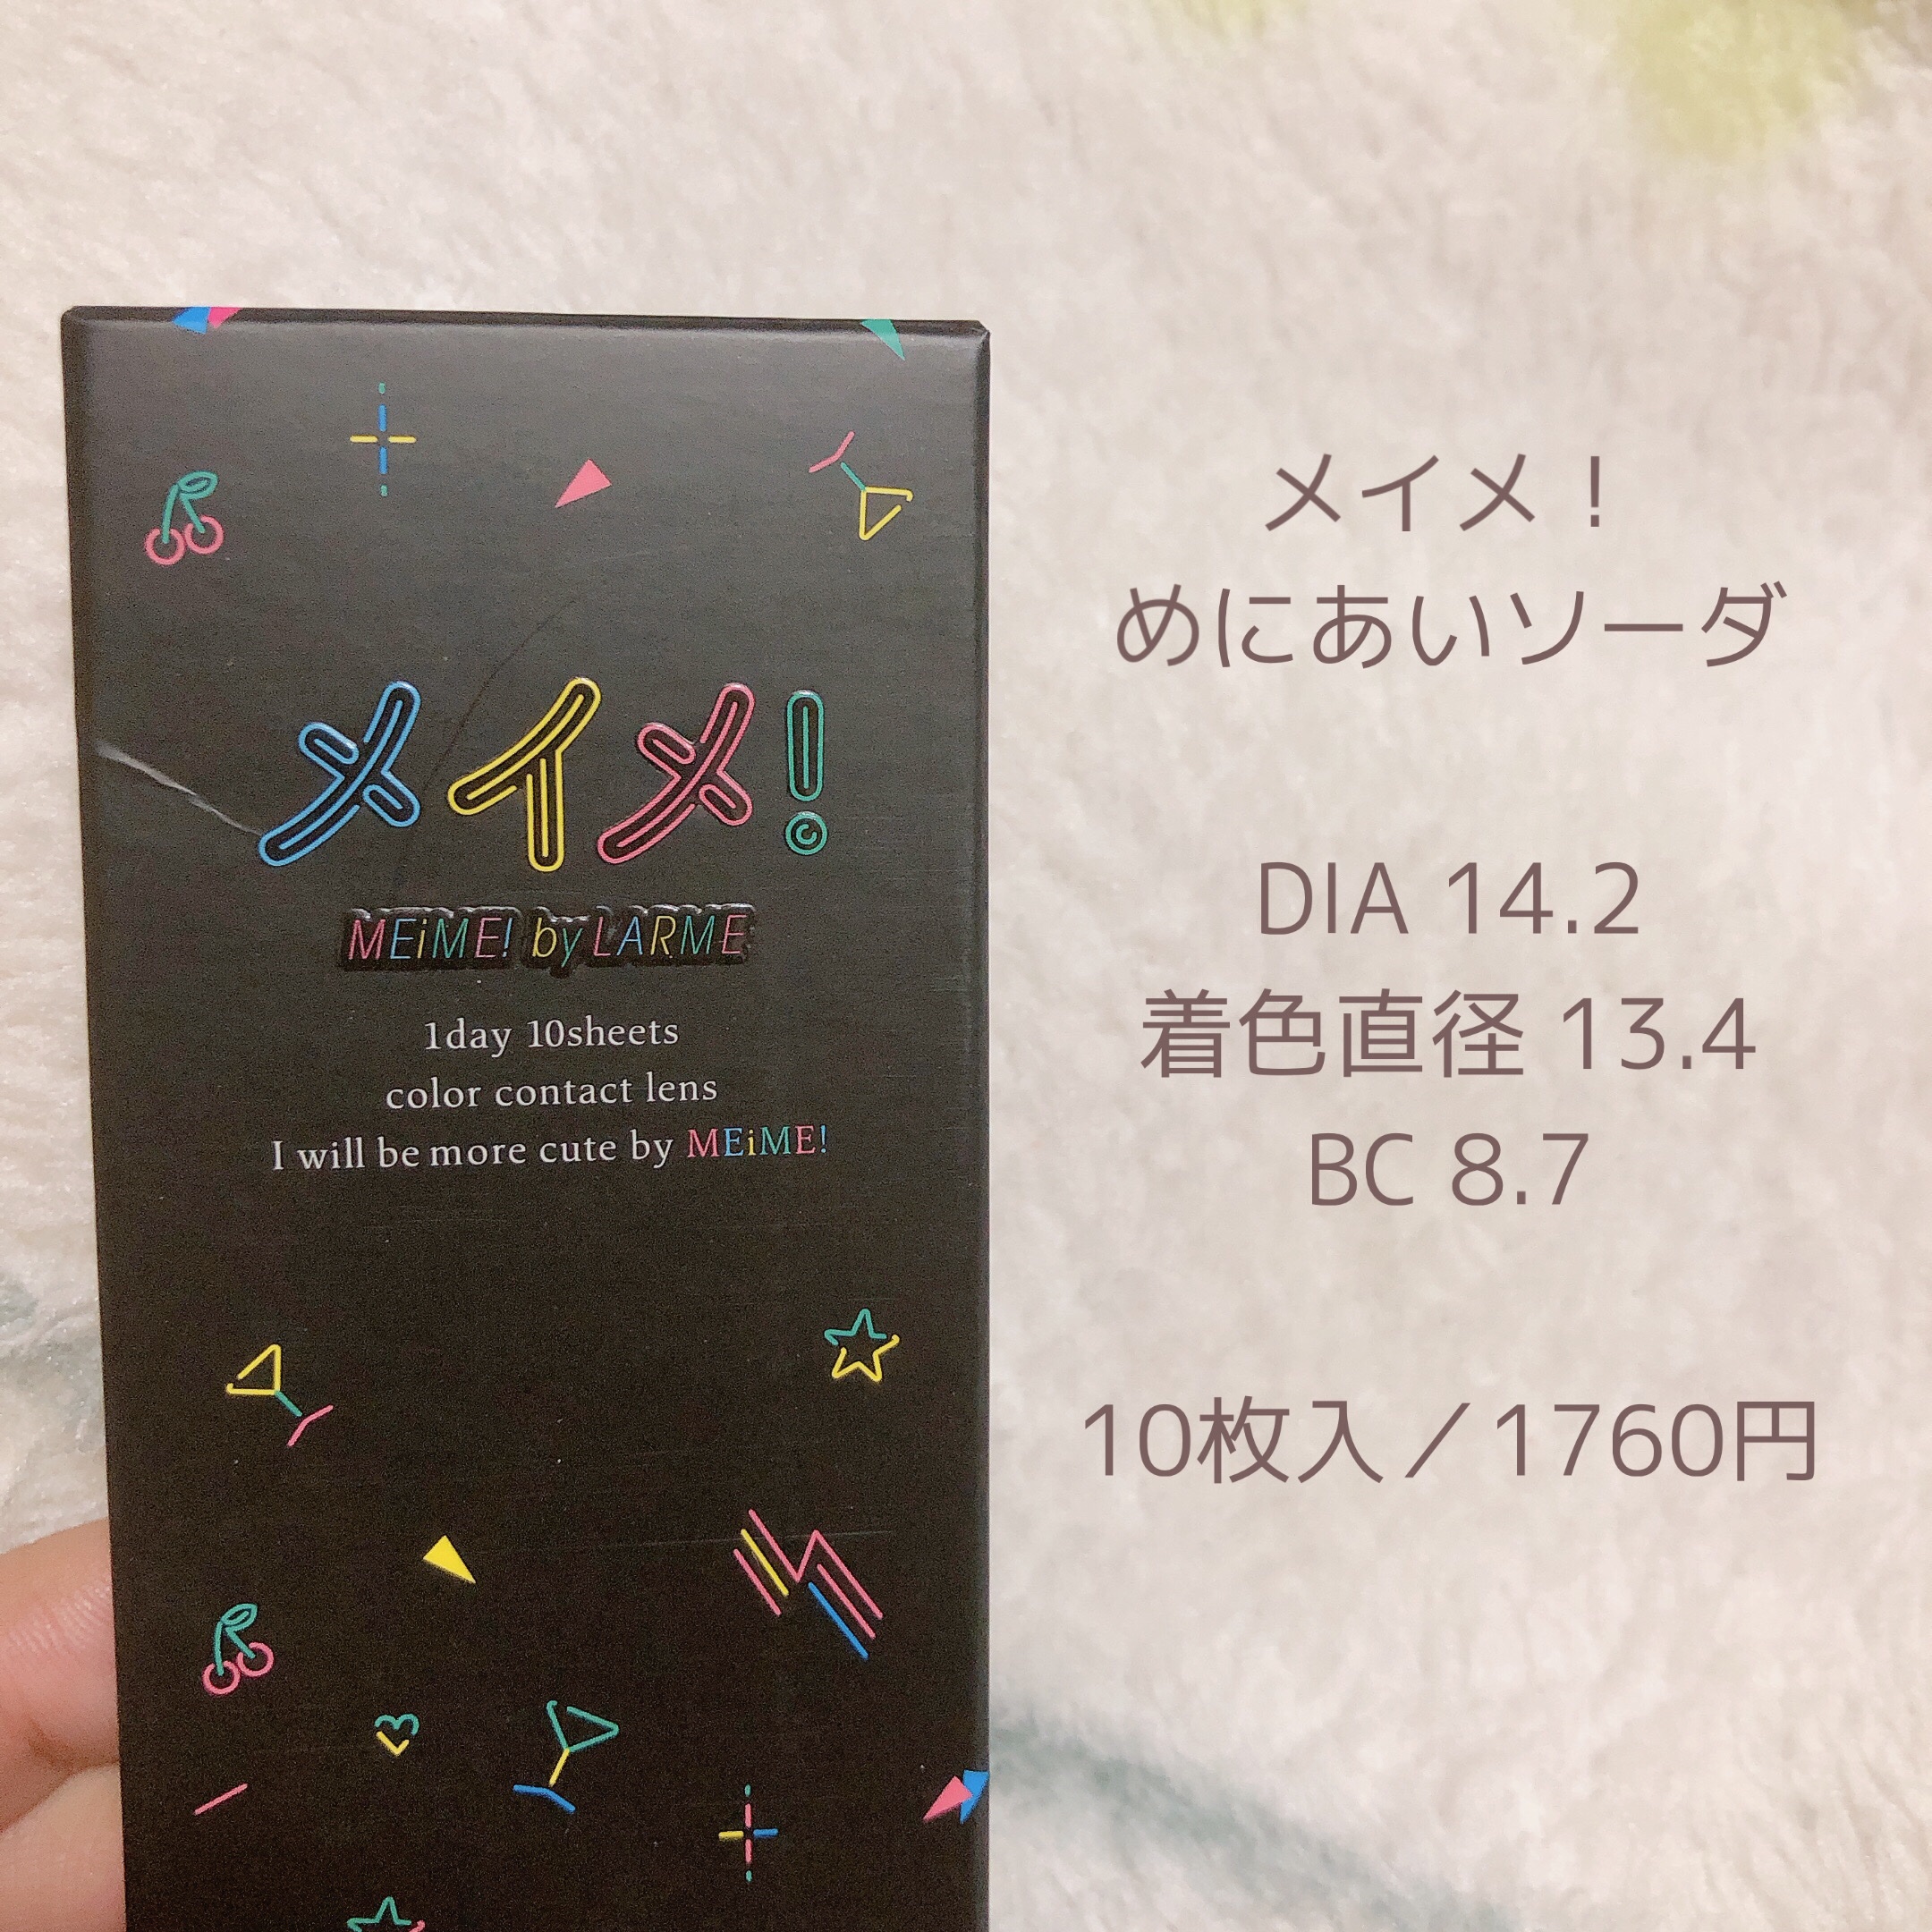 メイメ!
MEiME! by LARME
1day 10sheets
color contact lens
I will be more cute by MEiME!
メイメ！
めにあいソーダ
DIA 14.2
着色直径 13.4
BC 8.7
10枚入／1760円